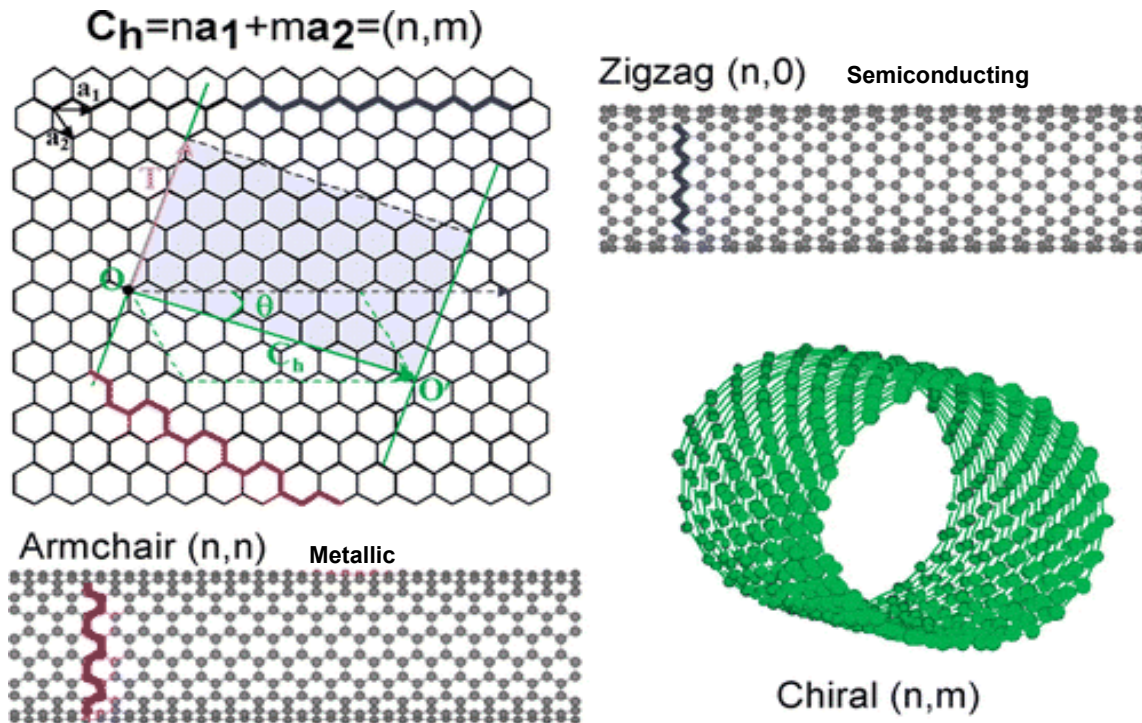 Ch=na1+ma2=(n,m)
a1
a2
T
O
θ
Ch
O'
Zigzag (n,0) Semiconducting
Armchair (n,n) Metallic
Chiral (n,m)